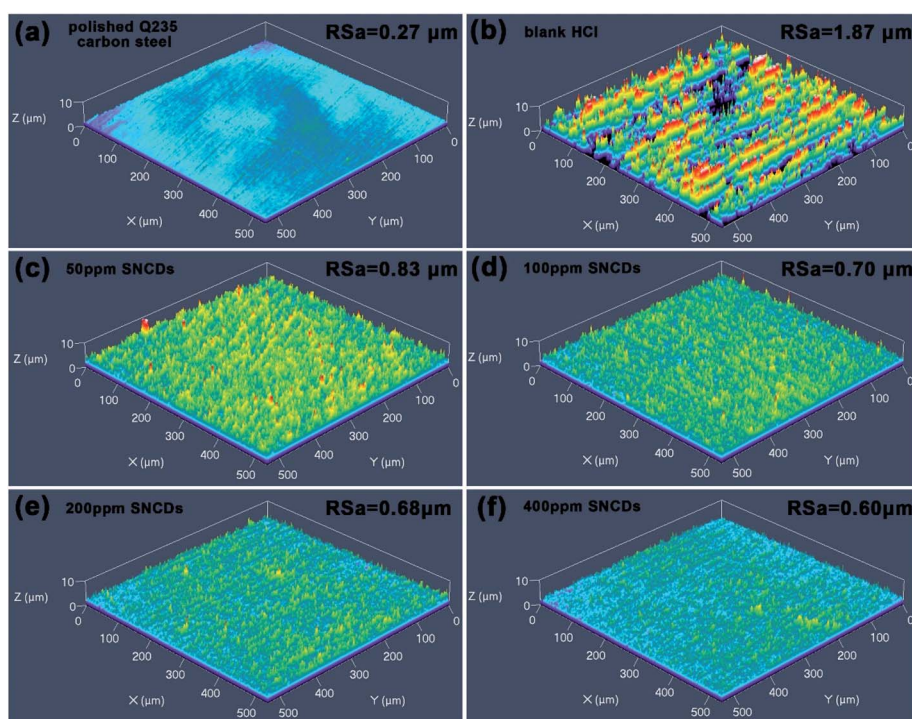 (a) polished Q235 RSa=0.27 µm
carbon steel
10
Z (µm)
0
0 0
100 100
200 200
300 300
400 400
X (µm) Y (µm)
500 500
(b) blank HCl RSa=1.87 µm
10
Z (µm)
0
0 0
100 100
200 200
300 300
400 400
X (µm) Y (µm)
500 500
(c) 50ppm SNCDs RSa=0.83 µm
10
Z (µm)
0
0 0
100 100
200 200
300 300
400 400
X (µm) Y (µm)
500 500
(d) 100ppm SNCDs RSa=0.70 µm
10
Z (µm)
0
0 0
100 100
200 200
300 300
400 400
X (µm) Y (µm)
500 500
(e) 200ppm SNCDs RSa=0.68µm
10
Z (µm)
0
0 0
100 100
200 200
300 300
400 400
X (µm) Y (µm)
500 500
(f) 400ppm SNCDs RSa=0.60µm
10
Z (µm)
0
0 0
100 100
200 200
300 300
400 400
X (µm) Y (µm)
500 500